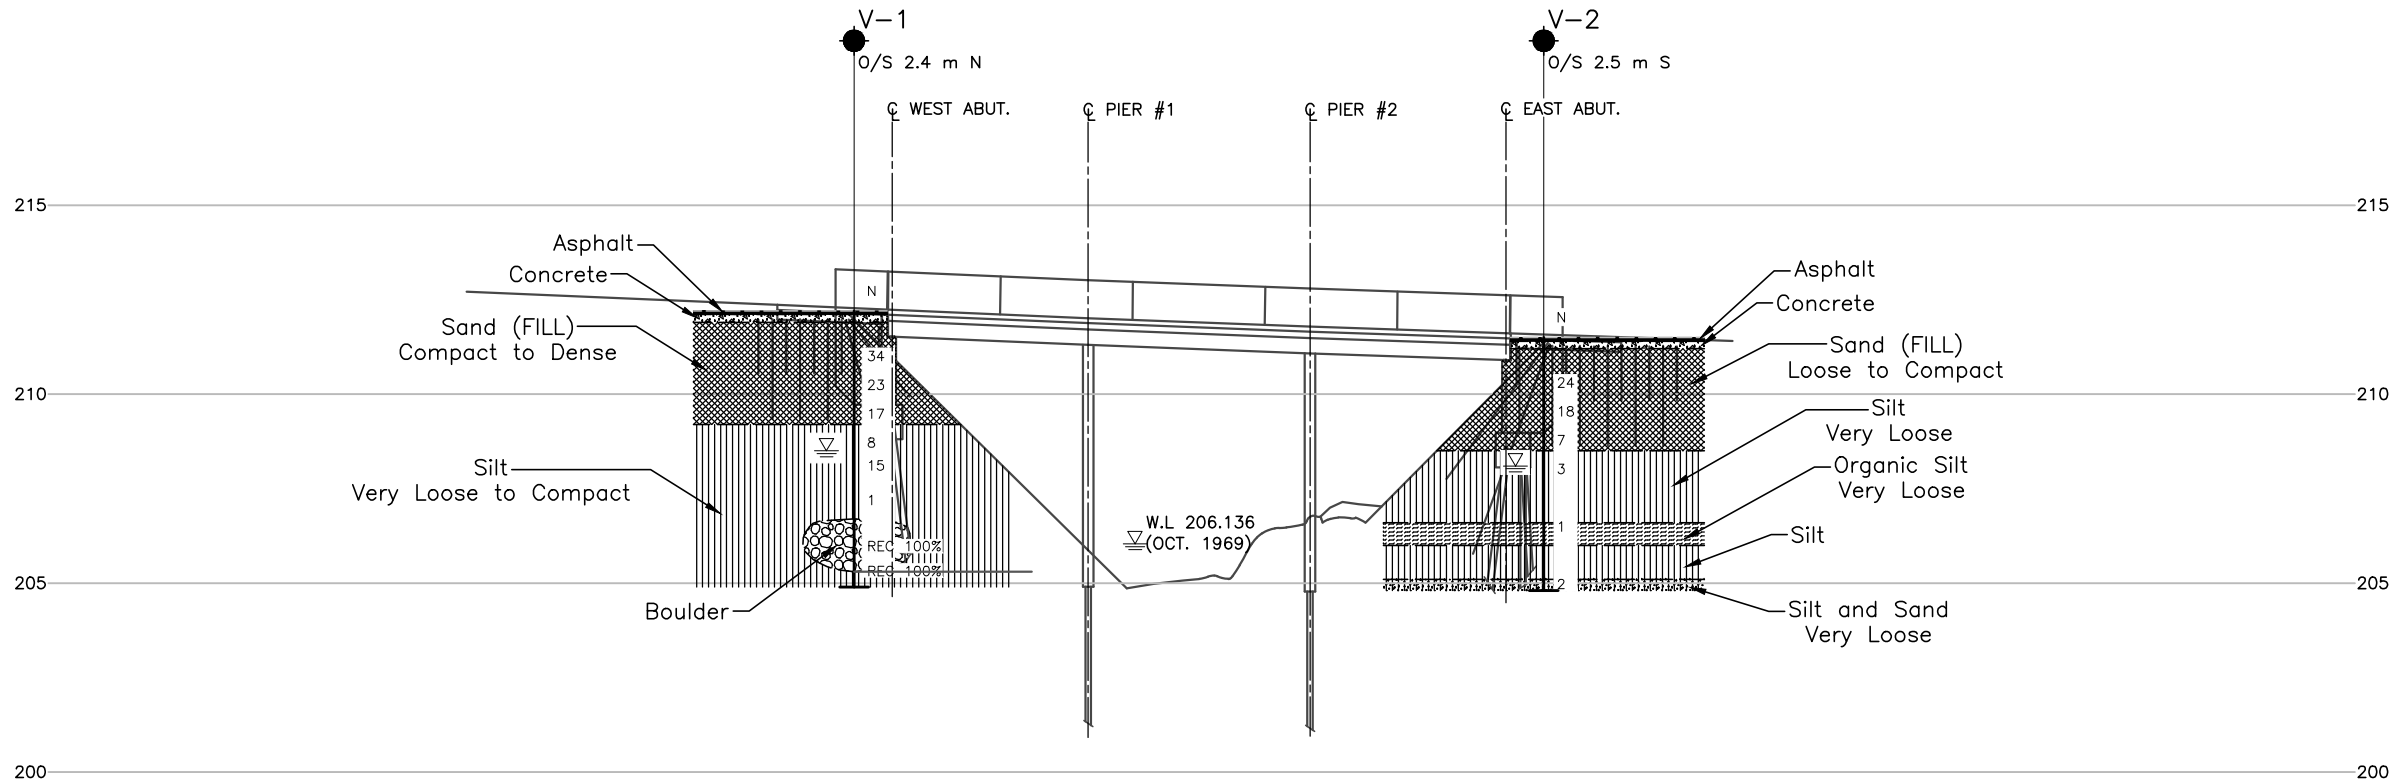 V-1
O/S 2.4 m N
V-2
O/S 2.5 m S
℄ WEST ABUT.
℄ PIER #1
℄ PIER #2
℄ EAST ABUT.
215
215
Asphalt
Concrete
Sand (FILL)
Compact to Dense
Silt
Very Loose to Compact
Boulder
N
34
23
17
8
15
1
REC 100%
REC 100%
W.L 206.136
(OCT. 1969)
N
24
18
7
3
1
2
Asphalt
Concrete
Sand (FILL)
Loose to Compact
Silt
Very Loose
Organic Silt
Very Loose
Silt
Silt and Sand
Very Loose
210
210
205
205
200
200